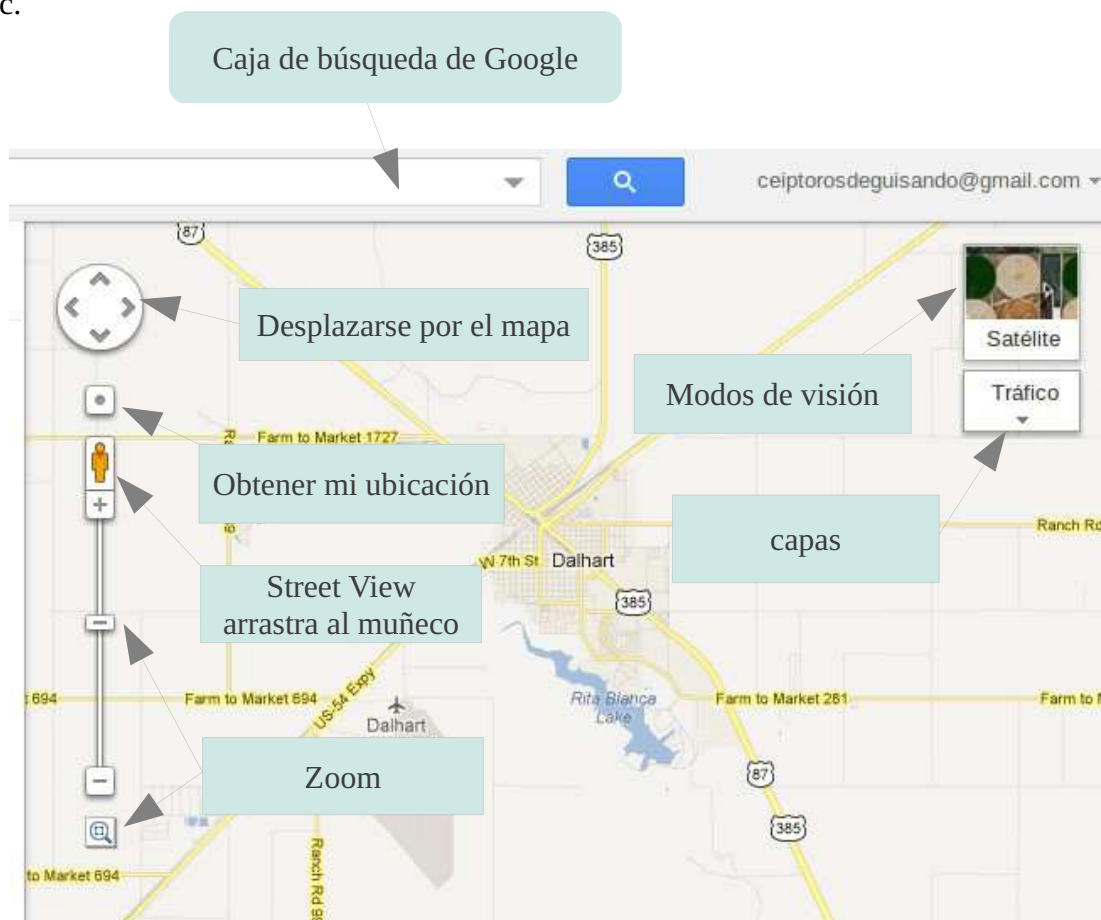 c.
Caja de búsqueda de Google
ceiptorosdeguisando@gmail.com
87
385
Satélite
Desplazarse por el mapa
Modos de visión
Tráfico
Farm to Market 1727
Obtener mi ubicación
capas
Ranch Rd
W 7th St
Dalhart
Street View
arrastra al muñeco
385
694
Farm to Market 694
US-54 Expy
Dalhart
Rita Blanca
Lake
Farm to Market 281
Farm to
Zoom
87
385
Ranch Rd
to Market 694